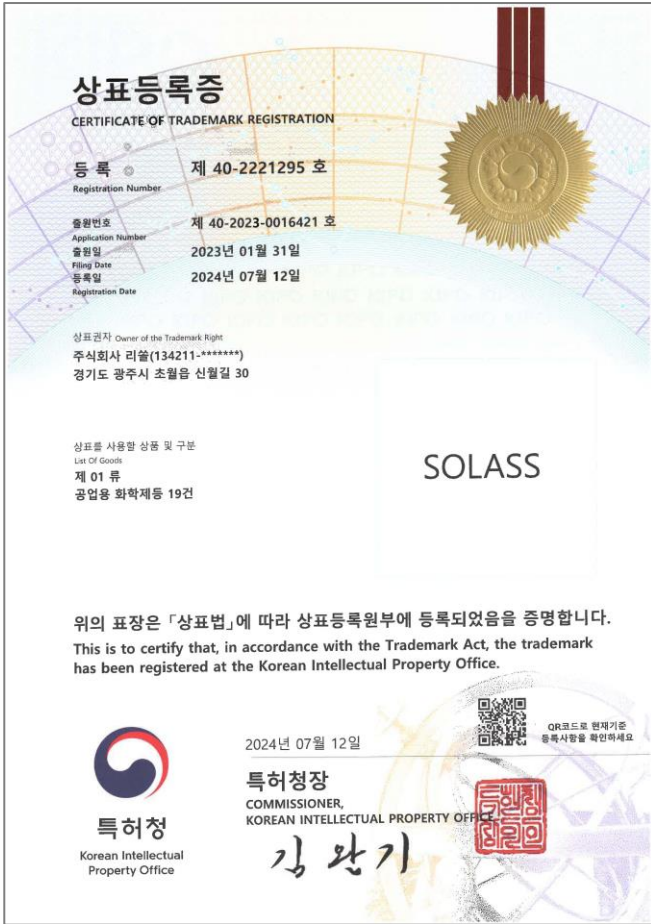 상표등록증
CERTIFICATE OF TRADEMARK REGISTRATION
등 록 제 40-2221295 호
Registration Number
출원번호 제 40-2023-0016421 호
Application Number
출원일 2023년 01월 31일
Filing Date
등록일 2024년 07월 12일
Registration Date
상표권자 Owner of the Trademark Right
주식회사 리쏠(134211-*******)
경기도 광주시 초월읍 신월길 30
상표를 사용할 상품 및 구분
List Of Goods
제 01 류
공업용 화학제등 19건
SOLASS
위의 표장은 「상표법」에 따라 상표등록원부에 등록되었음을 증명합니다.
This is to certify that, in accordance with the Trademark Act, the trademark
has been registered at the Korean Intellectual Property Office.
QR코드로 현재기준
등록사항을 확인하세요
2024년 07월 12일
특허청장
COMMISSIONER,
KOREAN INTELLECTUAL PROPERTY OFFICE
김완기
특허청
Korean Intellectual
Property Office